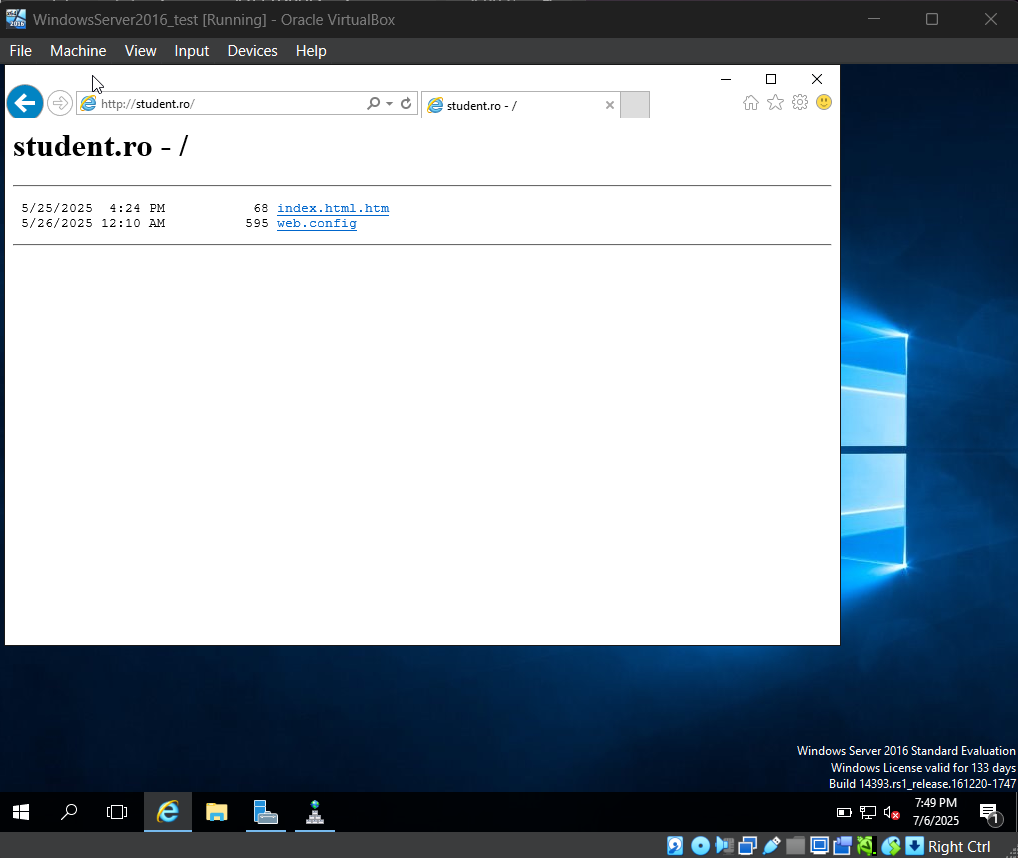 WindowsServer2016_test [Running] - Oracle VirtualBox
File Machine View Input Devices Help
http://student.ro/
student.ro - /
student.ro - /
5/25/2025 4:24 PM 68 index.html.htm
5/26/2025 12:10 AM 595 web.config
Windows Server 2016 Standard Evaluation
Windows License valid for 133 days
Build 14393.rs1_release.161220-1747
7:49 PM
7/6/2025
1
Right Ctrl